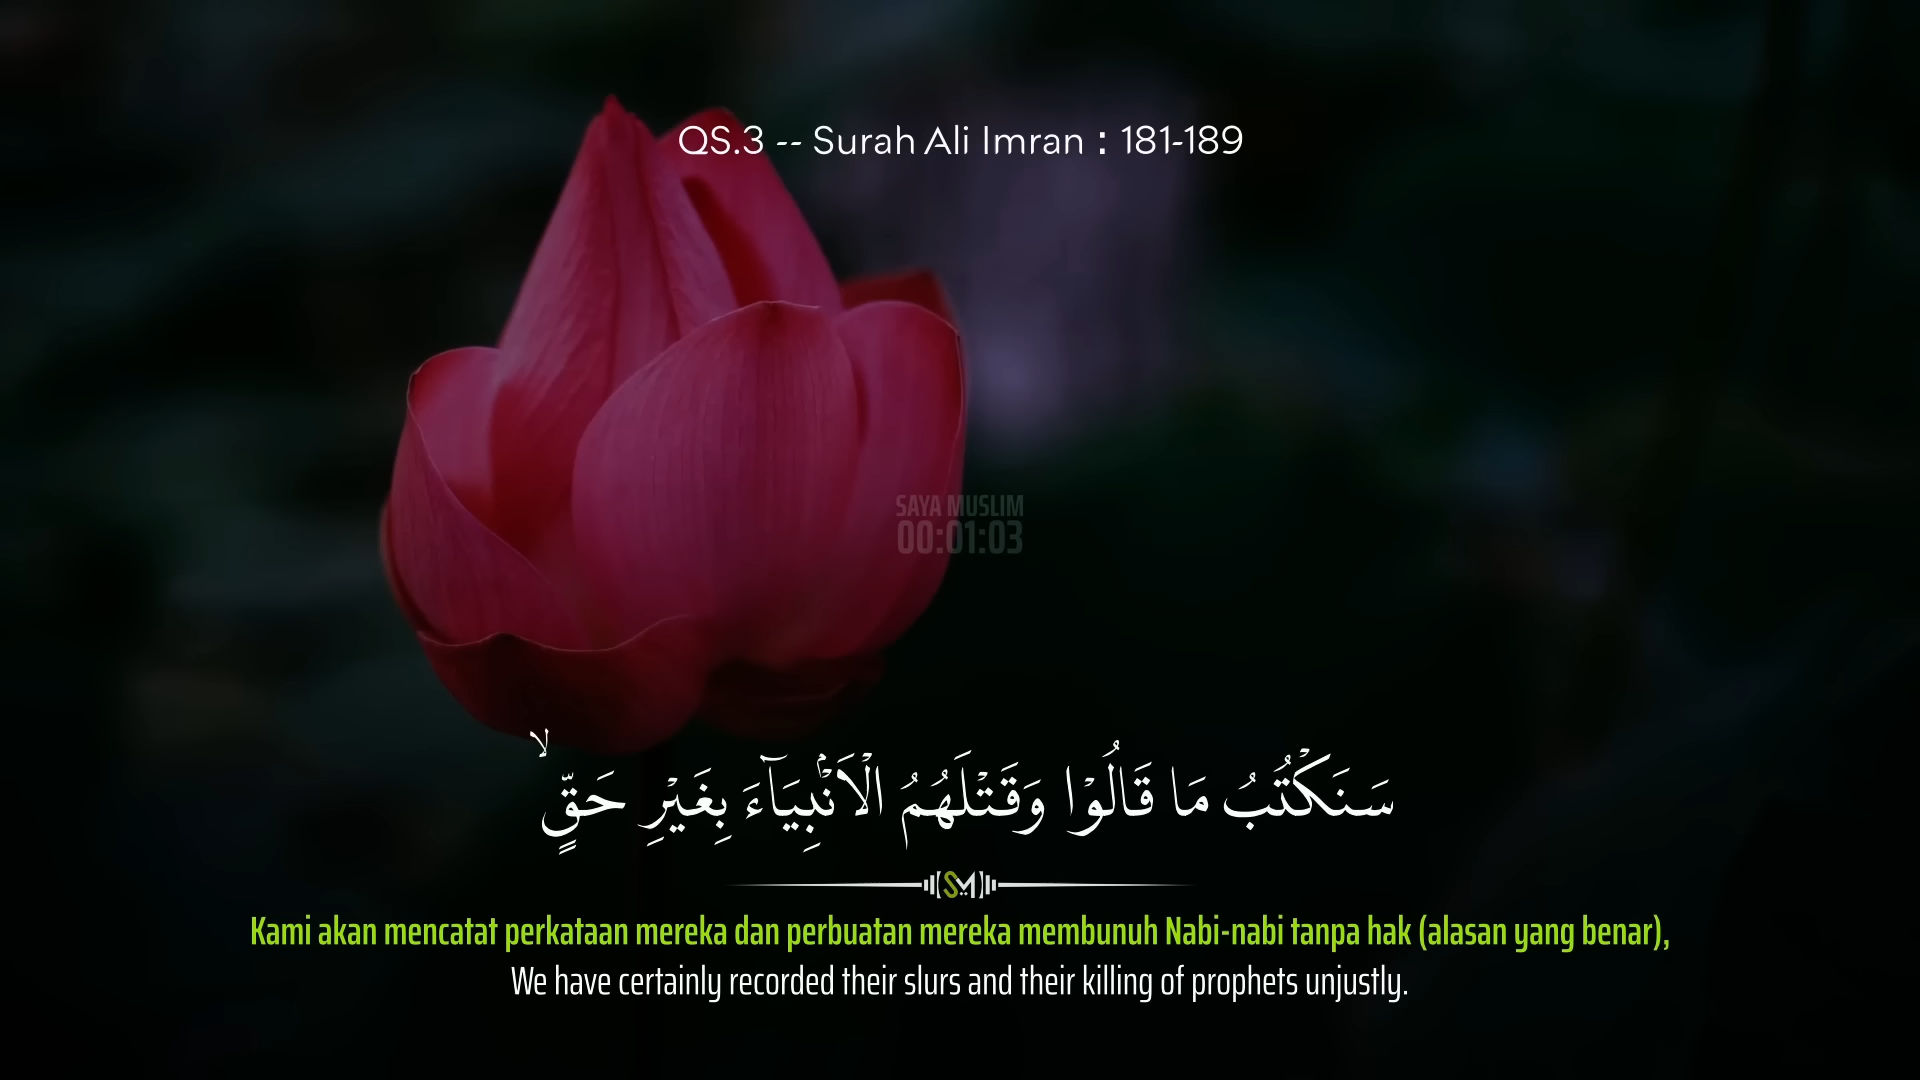 QS.3 -- Surah Ali Imran : 181-189
SAYA MUSLIM
00:01:03
سَنَكْتُبُ مَا قَالُوْا وَقَتْلَهُمُ الْاَنْۢبِيَاۤءَ بِغَيْرِ حَقٍّۙ
SM
Kami akan mencatat perkataan mereka dan perbuatan mereka membunuh Nabi-nabi tanpa hak (alasan yang benar),
We have certainly recorded their slurs and their killing of prophets unjustly.